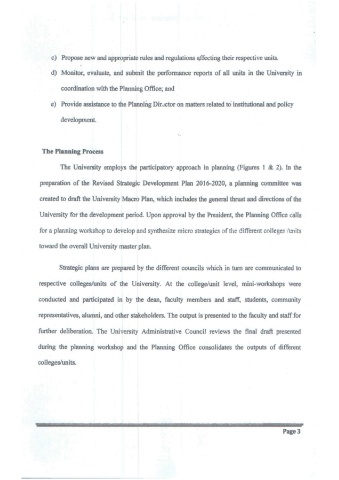 c) Propose new and appropriate rules and regulations affecting their respective units.
d) Monitor, evaluate, and submit the performance reports of all units in the University in
coordination with the Planning Office; and
e) Provide assistance to the Planning Dir.ctor on matters related to institutional and policy
development.
The Planning Process
The University employs the participatory approach in planning (Figures 1 & 2). In the
preparation of the Revised Strategic Development Plan 2016-2020, a planning committee was
created to draft the University Macro Plan, which includes the general thrust and directions of the
University for the development period. Upon approval by the President, the Planning Office calls
for a planning workshop to develop and synthesize micro strategies of the different colleges /units
toward the overall University master plan.
Strategic plans are prepared by the different councils which in turn are communicated to
respective colleges/units of the University. At the college/unit level, mini-workshops were
conducted and participated in by the dean, faculty members and staff, students, community
representatives, alumni, and other stakeholders. The output is presented to the faculty and staff for
further deliberation. The University Administrative Council reviews the final draft presented
during the planning workshop and the Planning Office consolidates the outputs of different
colleges/units.
Page 3